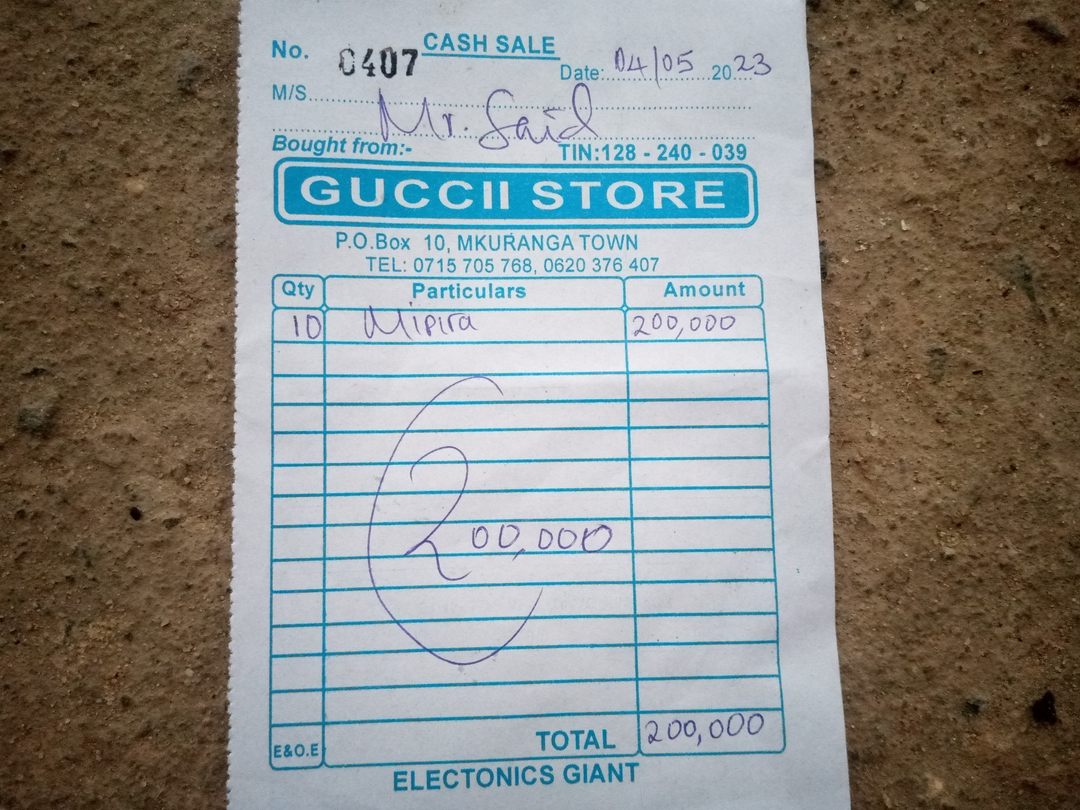 CASH SALE
No. 0407
Date: 04/05 2023
M/S Mr. Said
Bought from:-
TIN:128 - 240 - 039
GUCCII STORE
P.O.Box 10, MKURANGA TOWN
TEL: 0715 705 768, 0620 376 407
Qty Particulars Amount
10 Mipira 200,000
200,000
E&O.E TOTAL 200,000
ELECTONICS GIANT